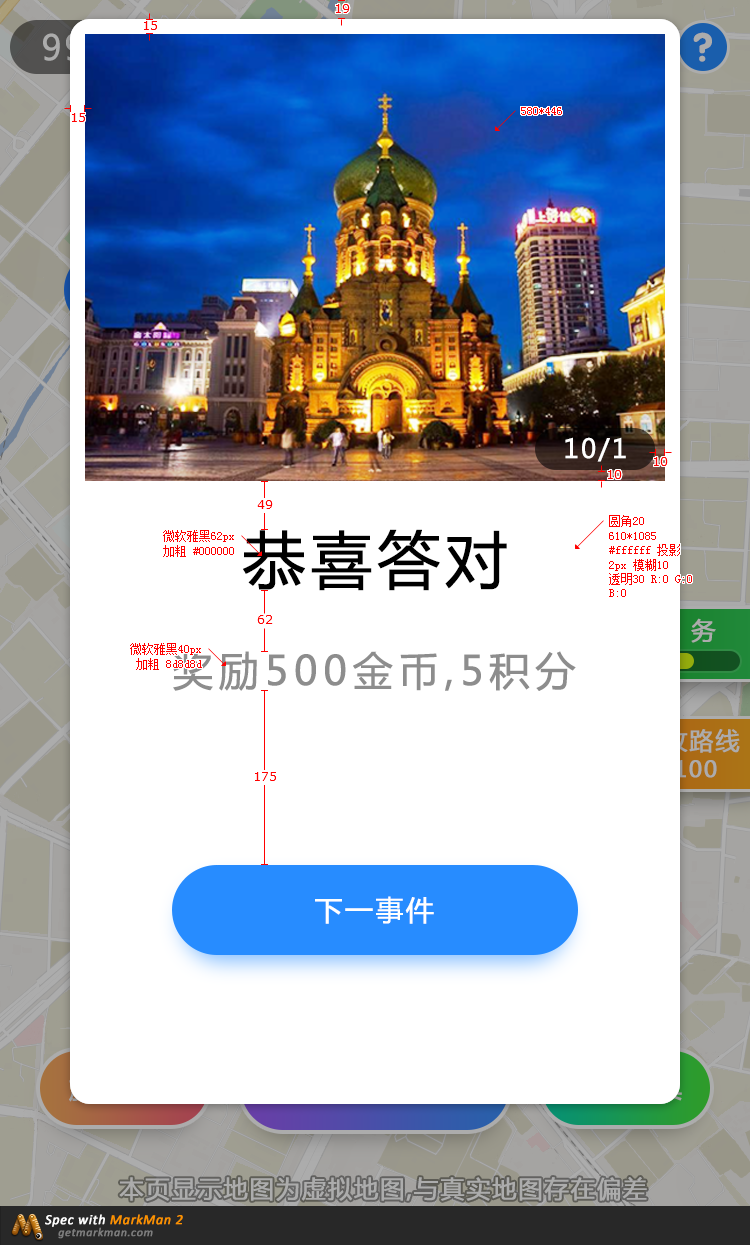 19
15
99
?
15
580*446
上好佳
10/1
10
10
49
圆角20
610*1085
#ffffff 投影
2px 模糊10
透明30 R:0 G:0
B:0
微软雅黑62px
加粗 #000000
恭喜答对
62
务
微软雅黑40px
加粗 8d8d8d
奖励500金币,5积分
路线
100
175
下一事件
本页显示地图为虚拟地图,与真实地图存在偏差
Spec with MarkMan 2
getmarkman.com